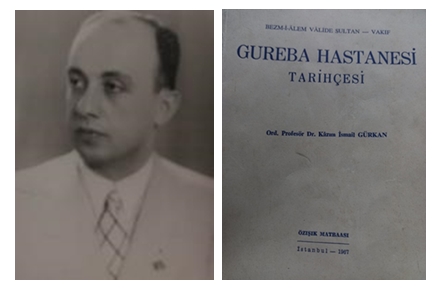 BEZM-İ-ÂLEM VÂLİDE SULTAN — VAKIF
GUREBA HASTANESİ
TARİHÇESİ
Ord. Profesör Dr. Kâzım İsmail GÜRKAN
ÖZIŞIK MATBAASI
İstanbul — 1967